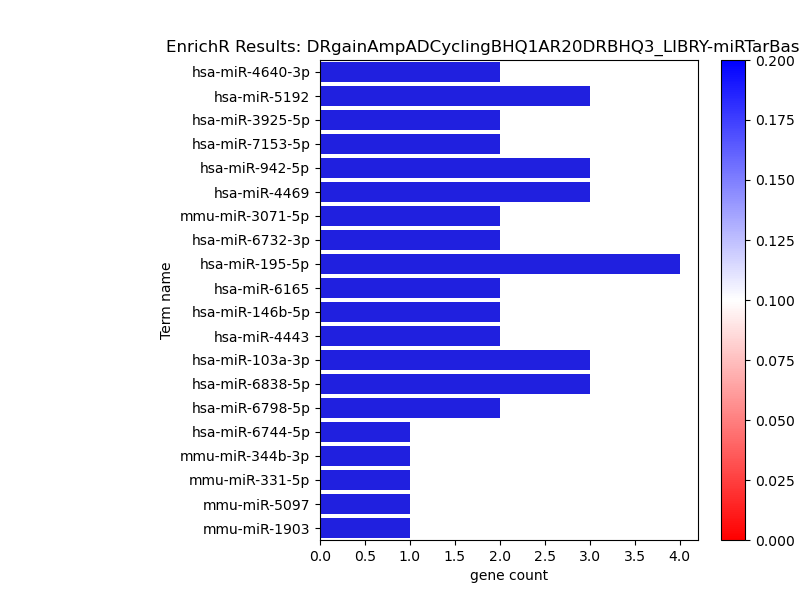 EnrichR Results: DRgainAmpADCyclingBHQ1AR20DRBHQ3_LIBRY-miRTarBas
hsa-miR-4640-3p
hsa-miR-5192
hsa-miR-3925-5p
hsa-miR-7153-5p
hsa-miR-942-5p
hsa-miR-4469
mmu-miR-3071-5p
hsa-miR-6732-3p
hsa-miR-195-5p
hsa-miR-6165
hsa-miR-146b-5p
hsa-miR-4443
hsa-miR-103a-3p
hsa-miR-6838-5p
hsa-miR-6798-5p
hsa-miR-6744-5p
mmu-miR-344b-3p
mmu-miR-331-5p
mmu-miR-5097
mmu-miR-1903
Term name
0.0 0.5 1.0 1.5 2.0 2.5 3.0 3.5 4.0
gene count
0.200
0.175
0.150
0.125
0.100
0.075
0.050
0.025
0.000